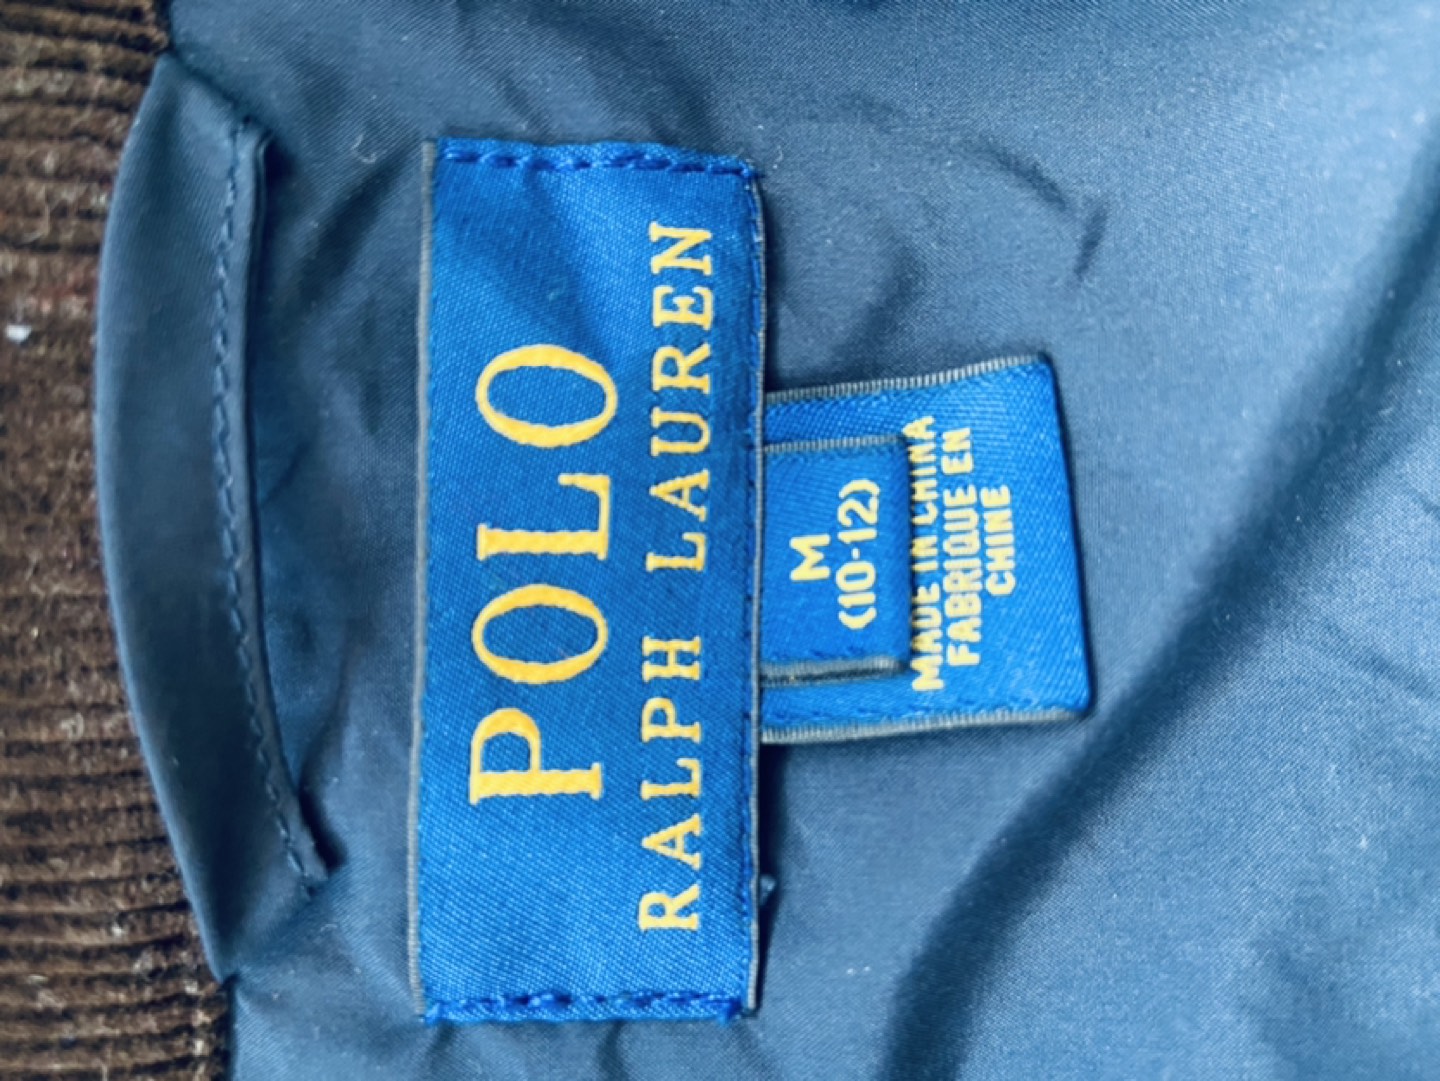 POLO
RALPH LAUREN
M
(10-12)
MADE IN CHINA
FABRIQUE EN
CHINE